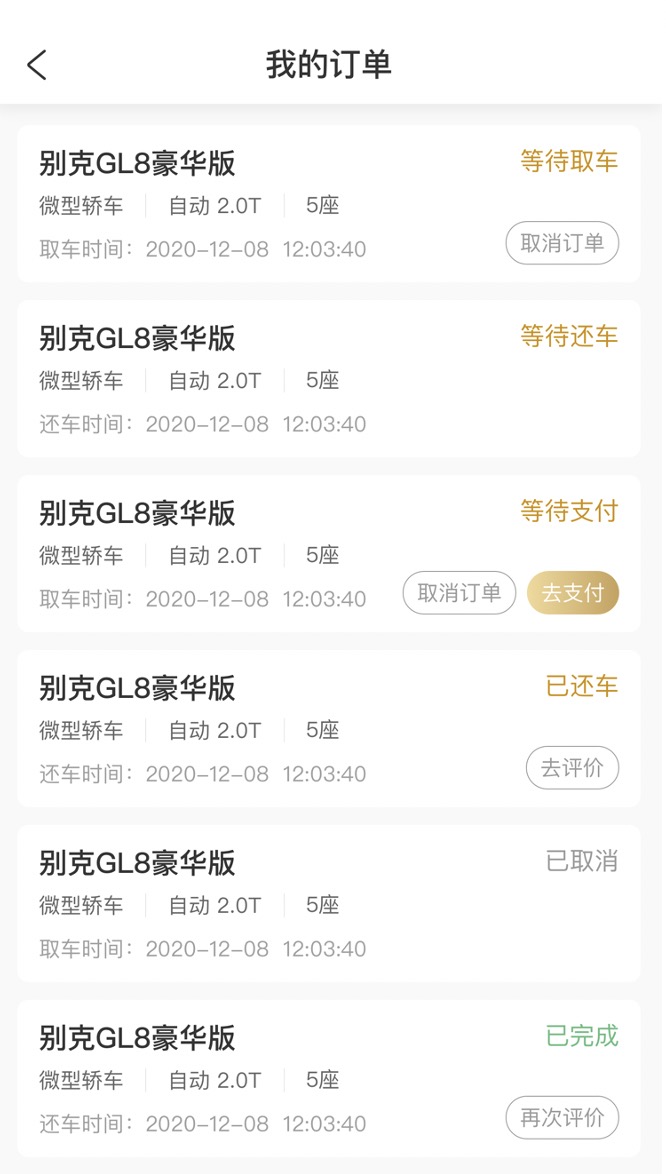 我的订单
别克GL8豪华版 等待取车
微型轿车 自动 2.0T 5座
取车时间：2020-12-08 12:03:40 取消订单
别克GL8豪华版 等待还车
微型轿车 自动 2.0T 5座
还车时间：2020-12-08 12:03:40
别克GL8豪华版 等待支付
微型轿车 自动 2.0T 5座
取车时间：2020-12-08 12:03:40 取消订单 去支付
别克GL8豪华版 已还车
微型轿车 自动 2.0T 5座
还车时间：2020-12-08 12:03:40 去评价
别克GL8豪华版 已取消
微型轿车 自动 2.0T 5座
取车时间：2020-12-08 12:03:40
别克GL8豪华版 已完成
微型轿车 自动 2.0T 5座
还车时间：2020-12-08 12:03:40 再次评价